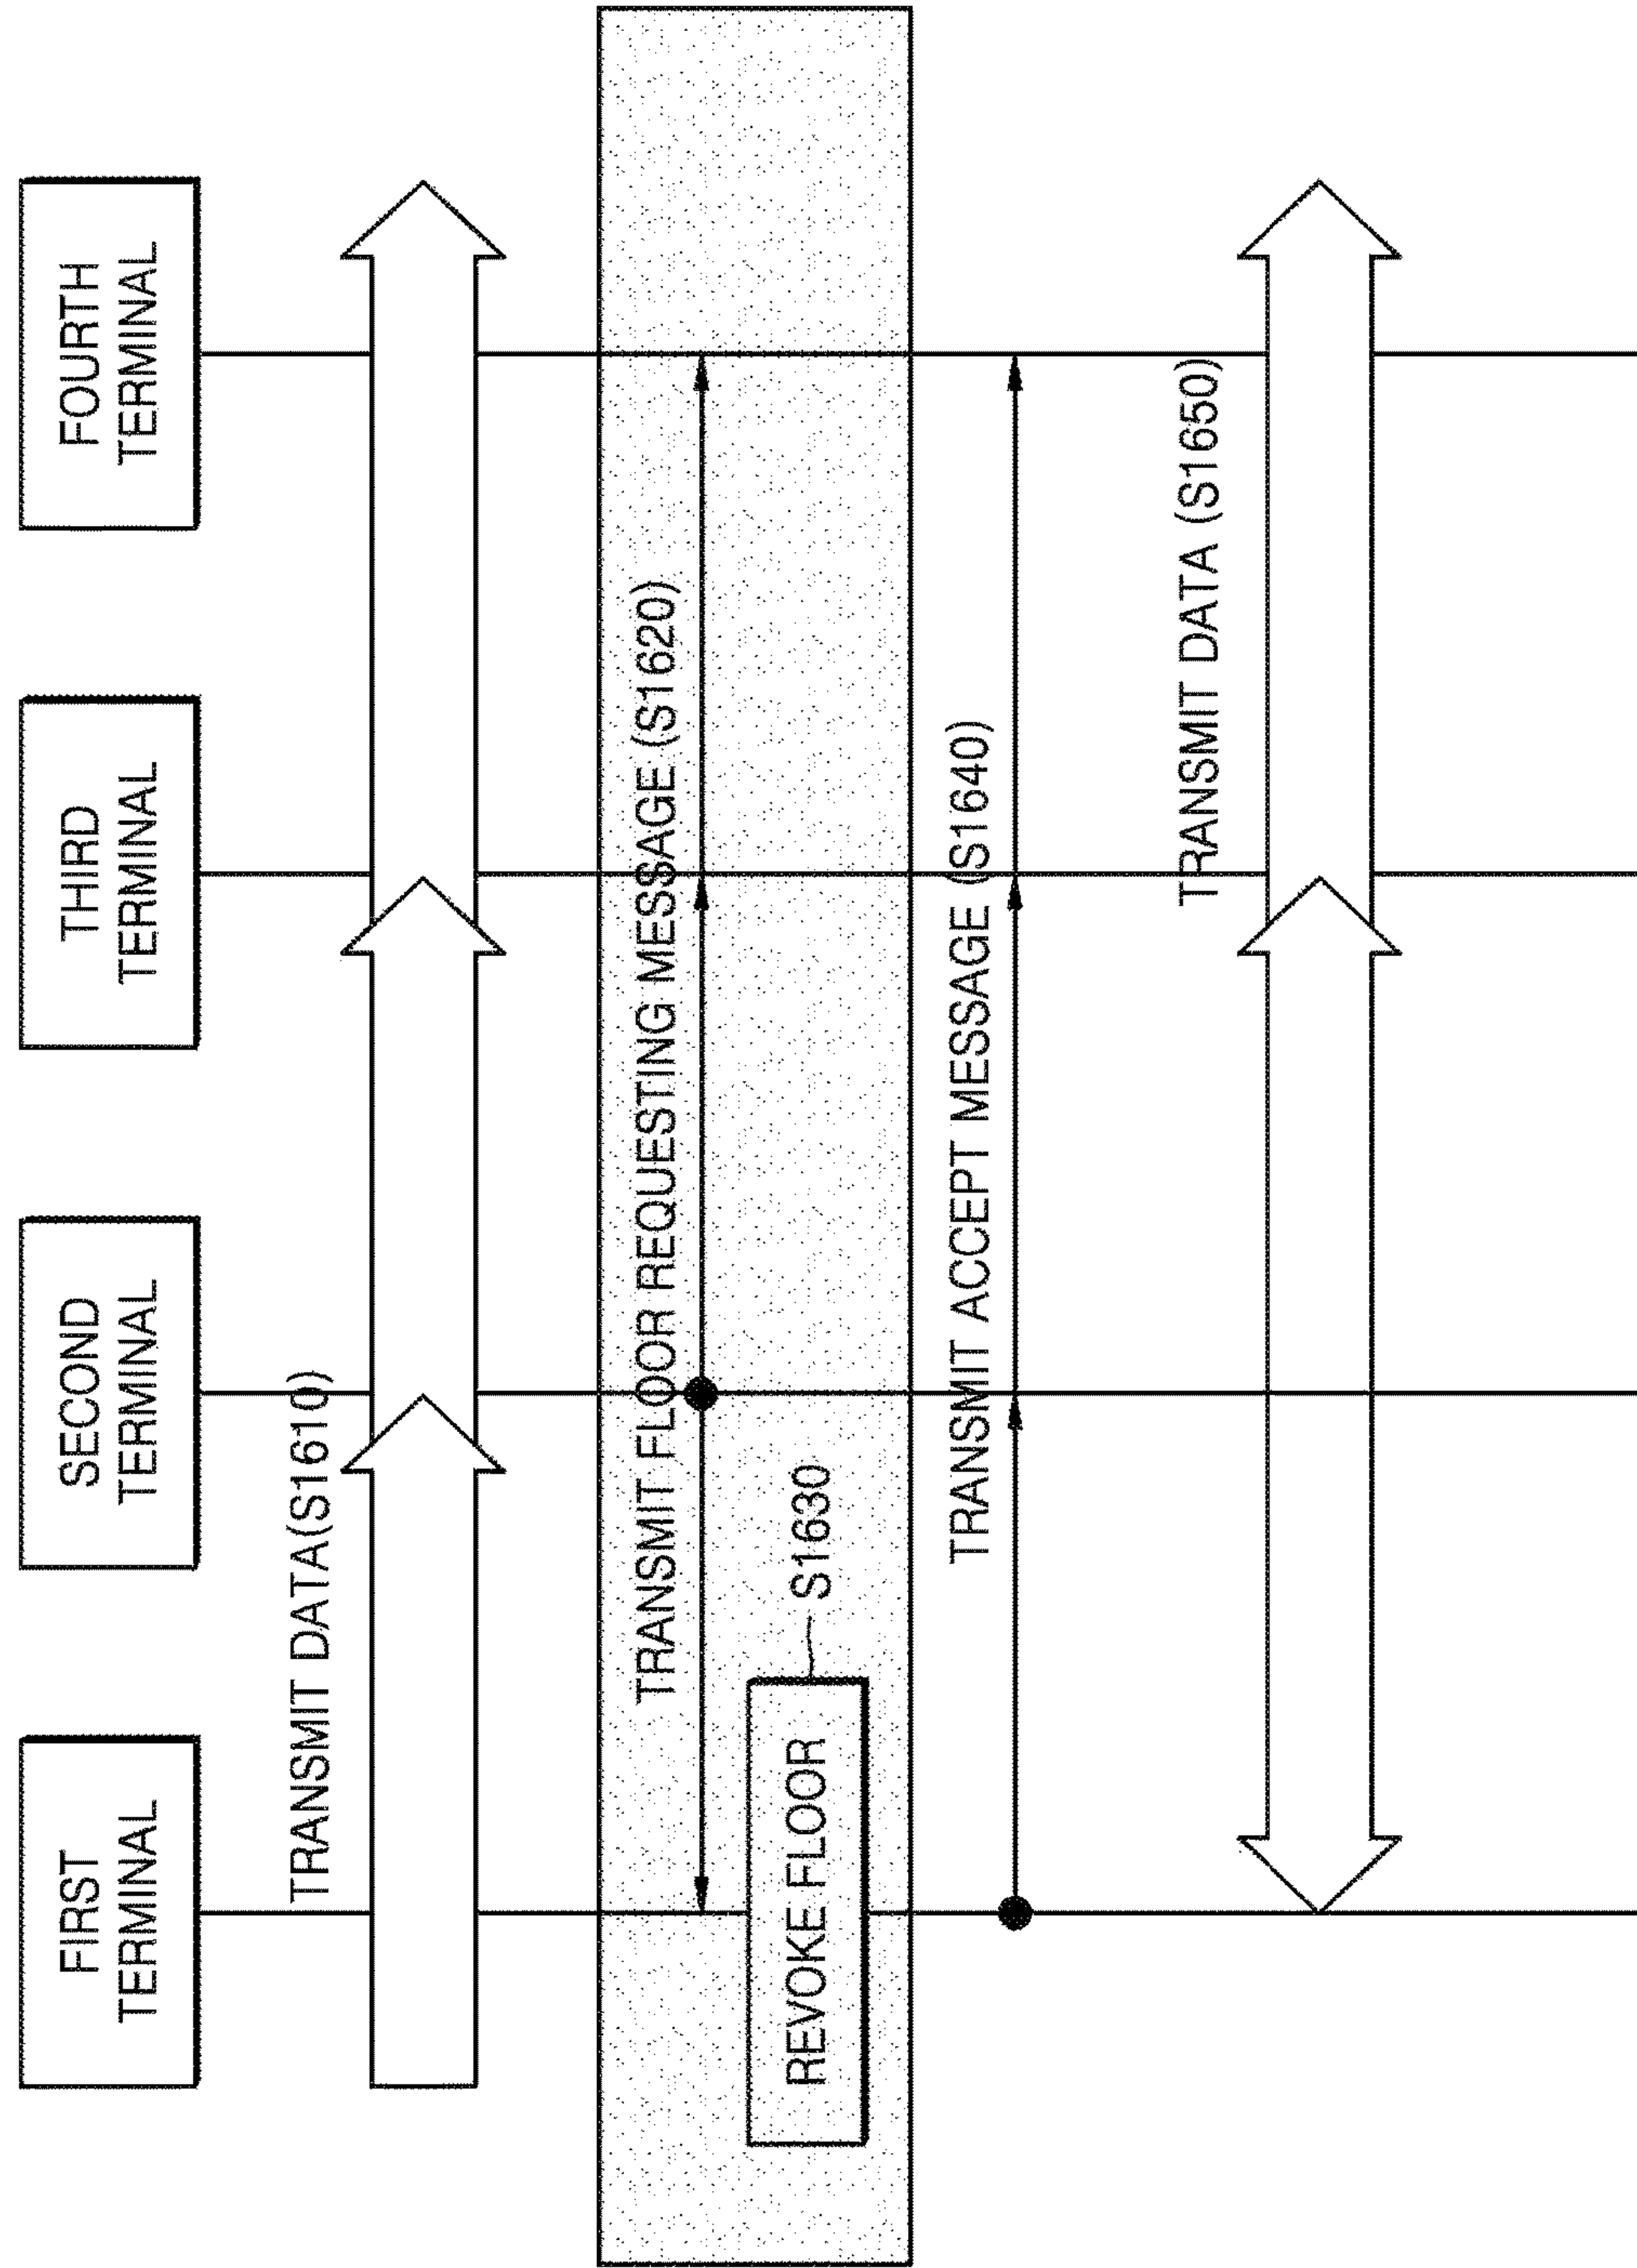 FIRST
TERMINAL
SECOND
TERMINAL
THIRD
TERMINAL
FOURTH
TERMINAL
TRANSMIT DATA(S1610)
TRANSMIT FLOOR REQUESTING MESSAGE (S1620)
REVOKE FLOOR
S1630
TRANSMIT ACCEPT MESSAGE (S1640)
TRANSMIT DATA (S1650)